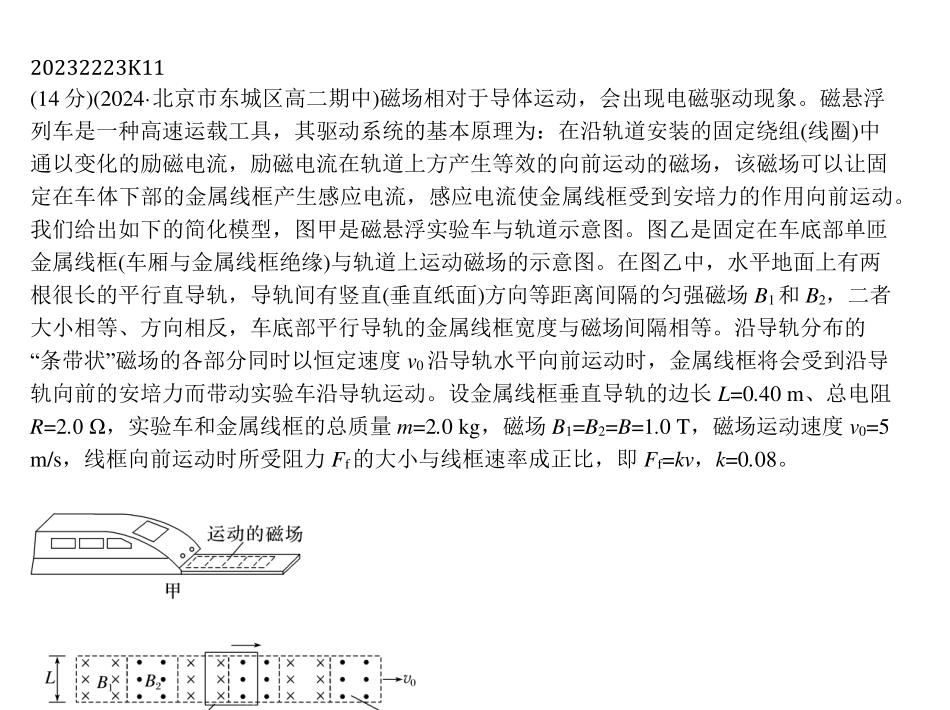 20232223K11
(14 分)(2024·北京市东城区高二期中)磁场相对于导体运动，会出现电磁驱动现象。磁悬浮
列车是一种高速运载工具，其驱动系统的基本原理为：在沿轨道安装的固定绕组(线圈)中
通以变化的励磁电流，励磁电流在轨道上方产生等效的向前运动的磁场，该磁场可以让固
定在车体下部的金属线框产生感应电流，感应电流使金属线框受到安培力的作用向前运动。
我们给出如下的简化模型，图甲是磁悬浮实验车与轨道示意图。图乙是固定在车底部单匝
金属线框(车厢与金属线框绝缘)与轨道上运动磁场的示意图。在图乙中，水平地面上有两
根很长的平行直导轨，导轨间有竖直(垂直纸面)方向等距离间隔的匀强磁场 B₁和 B₂，二者
大小相等、方向相反，车底部平行导轨的金属线框宽度与磁场间隔相等。沿导轨分布的
“条带状”磁场的各部分同时以恒定速度 v₀沿导轨水平向前运动时，金属线框将会受到沿导
轨向前的安培力而带动实验车沿导轨运动。设金属线框垂直导轨的边长 L=0.40 m、总电阻
R=2.0 Ω，实验车和金属线框的总质量 m=2.0 kg，磁场 B₁=B₂=B=1.0 T，磁场运动速度 v₀=5
m/s，线框向前运动时所受阻力 Ff的大小与线框速率成正比，即 Ff=kv，k=0.08。
运动的磁场
甲
L B₁ B₂ v₀